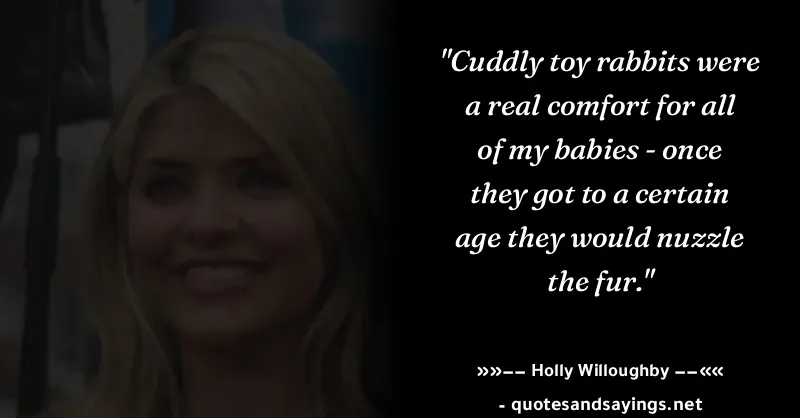 "Cuddly toy rabbits were
a real comfort for all
of my babies - once
they got to a certain
age they would nuzzle
the fur."
»»−− Holly Willoughby −−««
- quotesandsayings.net